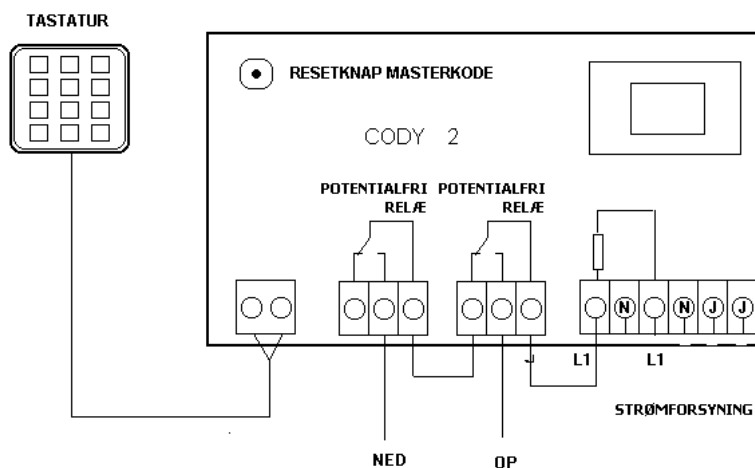 TASTATUR
RESETKNAP MASTERKODE
CODY 2
POTENTIALFRI POTENTIALFRI
RELÆ RELÆ
N N J J
L1 L1
STRØMFORSYNING
NED OP